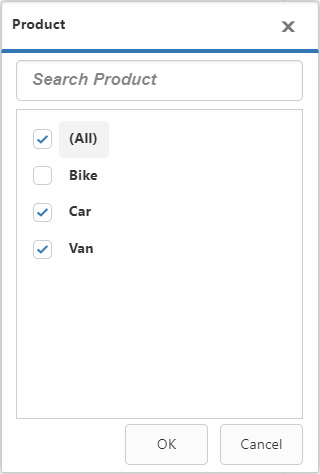 Product
Search Product
(All)
Bike
Car
Van
OK
Cancel